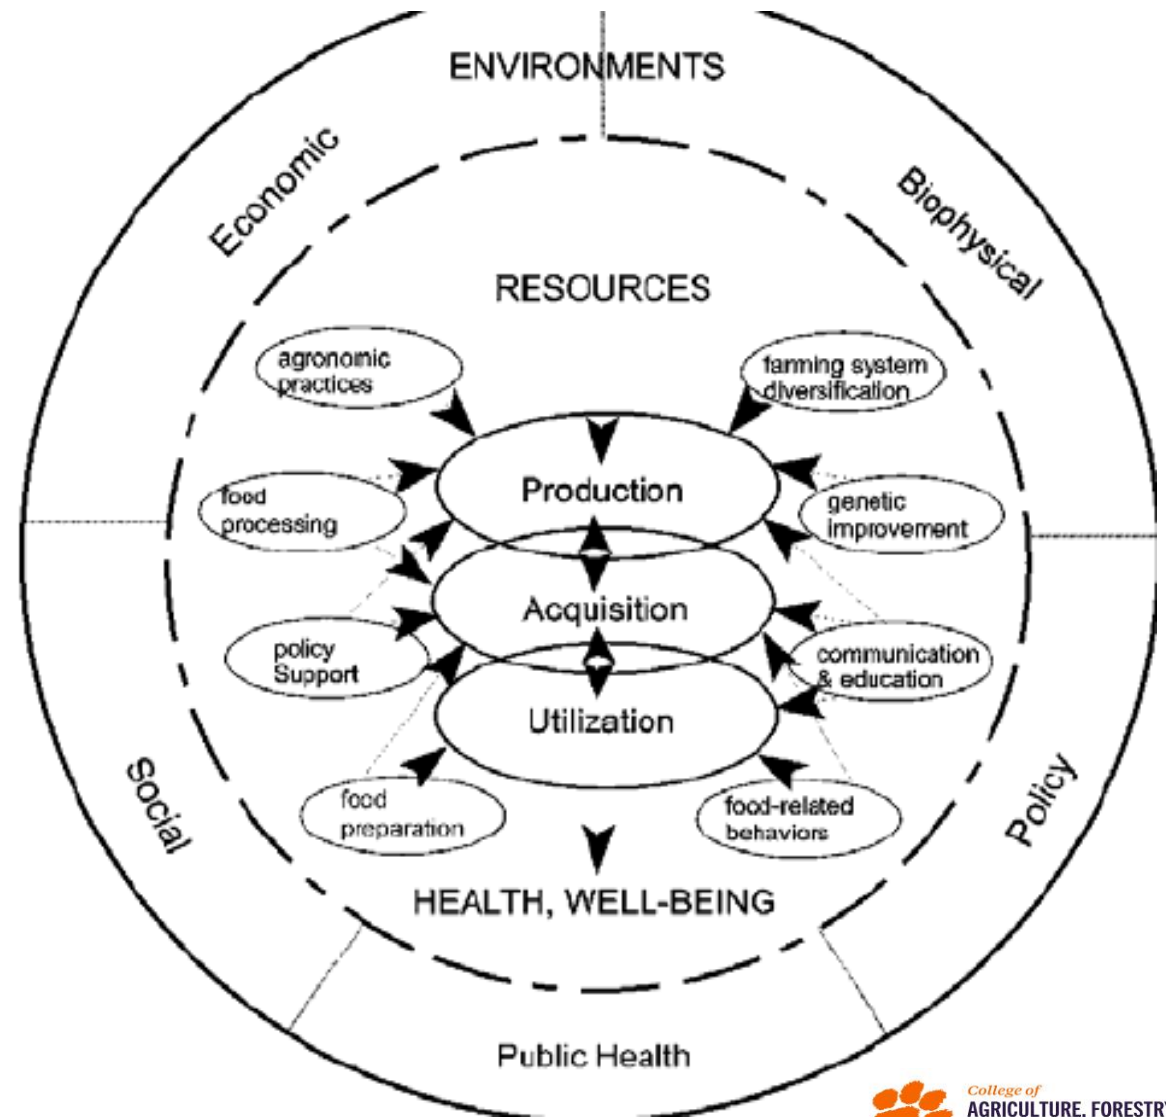 ENVIRONMENTS
Economic
Biophysical
RESOURCES
agronomic
practices
farming system
diversification
Production
food
processing
genetic
improvement
Acquisition
policy
Support
communication
& education
Utilization
food
preparation
food-related
behaviors
Social
Policy
HEALTH, WELL-BEING
Public Health
College of
AGRICULTURE, FORESTRY